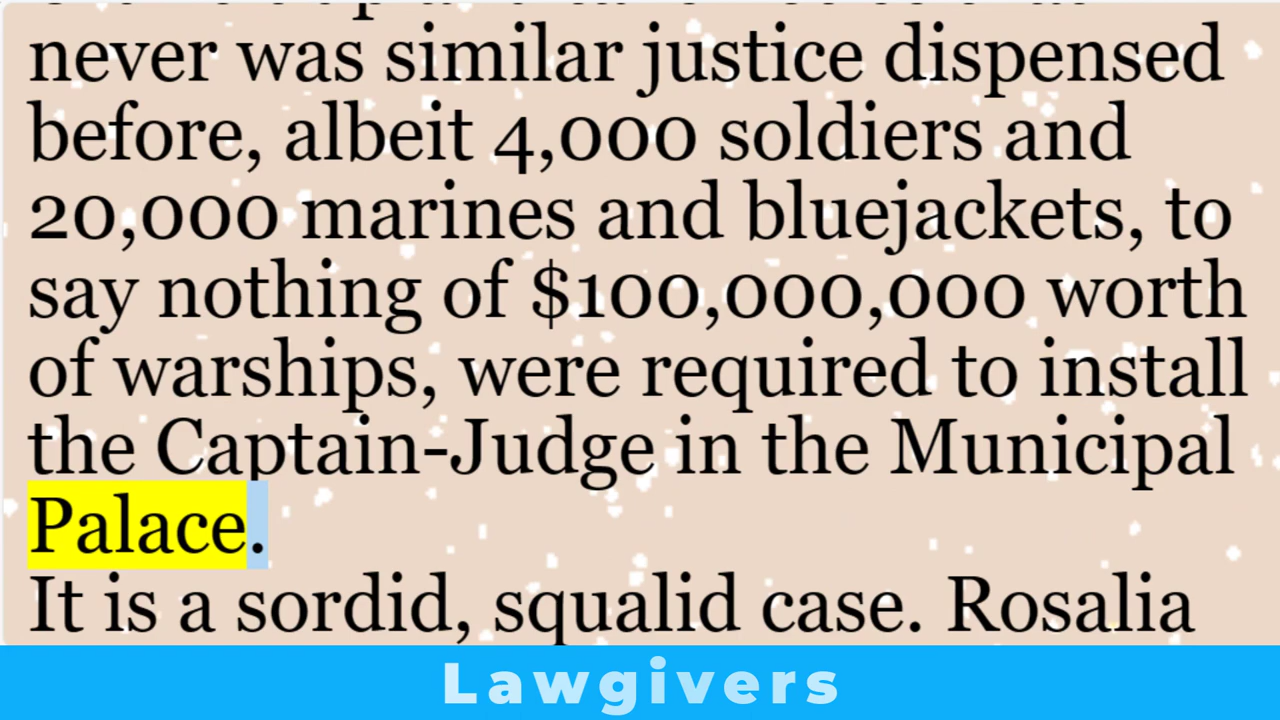 never was similar justice dispensed
before, albeit 4,000 soldiers and
20,000 marines and bluejackets, to
say nothing of $100,000,000 worth
of warships, were required to install
the Captain-Judge in the Municipal
Palace.
It is a sordid, squalid case. Rosalia
Lawgivers